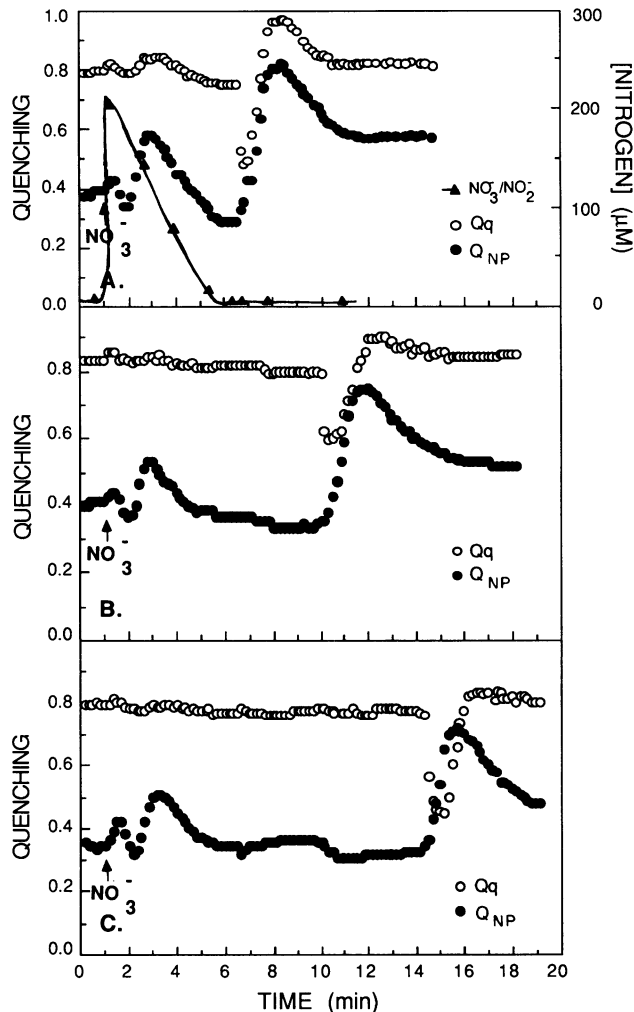 300
200
100
0
[NITROGEN] (μM)
QUENCHING
0.8
0.6
0.4
0.2
0.0
NO3-
A.
NO3-/NO2-
Qq
QNP
QUENCHING
0.8
0.6
0.4
0.2
0.0
NO3-
B.
Qq
QNP
QUENCHING
0.8
0.6
0.4
0.2
0.0
NO3-
C.
Qq
QNP
0 2 4 6 8 10 12 14 16 18 20
TIME (min)